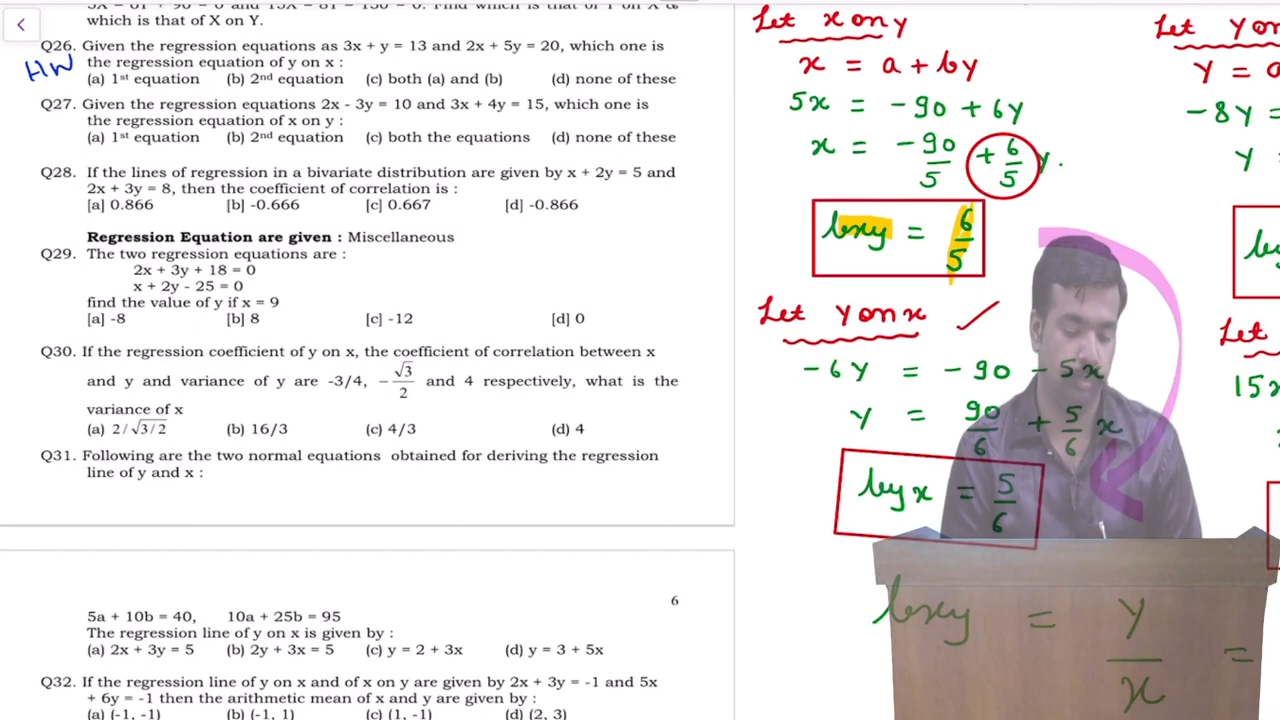 which is that of X on Y.
Q26. Given the regression equations as 3x + y = 13 and 2x + 5y = 20, which one is
HW
the regression equation of y on x :
(a) 1st equation (b) 2nd equation (c) both (a) and (b) (d) none of these
Q27. Given the regression equations 2x - 3y = 10 and 3x + 4y = 15, which one is
the regression equation of x on y :
(a) 1st equation (b) 2nd equation (c) both the equations (d) none of these
Q28. If the lines of regression in a bivariate distribution are given by x + 2y = 5 and
2x + 3y = 8, then the coefficient of correlation is :
[a] 0.866 [b] -0.666 [c] 0.667 [d] -0.866
Regression Equation are given : Miscellaneous
Q29. The two regression equations are :
2x + 3y + 18 = 0
x + 2y - 25 = 0
find the value of y if x = 9
[a] -8 [b] 8 [c] -12 [d] 0
Q30. If the regression coefficient of y on x, the coefficient of correlation between x
and y and variance of y are -3/4, -√3/2 and 4 respectively, what is the
variance of x
(a) 2/√3/2 (b) 16/3 (c) 4/3 (d) 4
Q31. Following are the two normal equations obtained for deriving the regression
line of y and x :
6
5a + 10b = 40, 10a + 25b = 95
The regression line of y on x is given by :
(a) 2x + 3y = 5 (b) 2y + 3x = 5 (c) y = 2 + 3x (d) y = 3 + 5x
Q32. If the regression line of y on x and of x on y are given by 2x + 3y = -1 and 5x
+ 6y = -1 then the arithmetic mean of x and y are given by :
(a) (-1, -1) (b) (-1, 1) (c) (1, -1) (d) (2, 3)
Let x on y
x = a + by
5x = -90 + 6y
x = -90/5 + 6/5 y.
bxy = 6/5
Let y on x ✓
-6y = -90 - 5x
y = 90/6 + 5/6 x
byx = 5/6
bxy = y/x =
Let
Y =
-8Y =
Y =
Let
15x